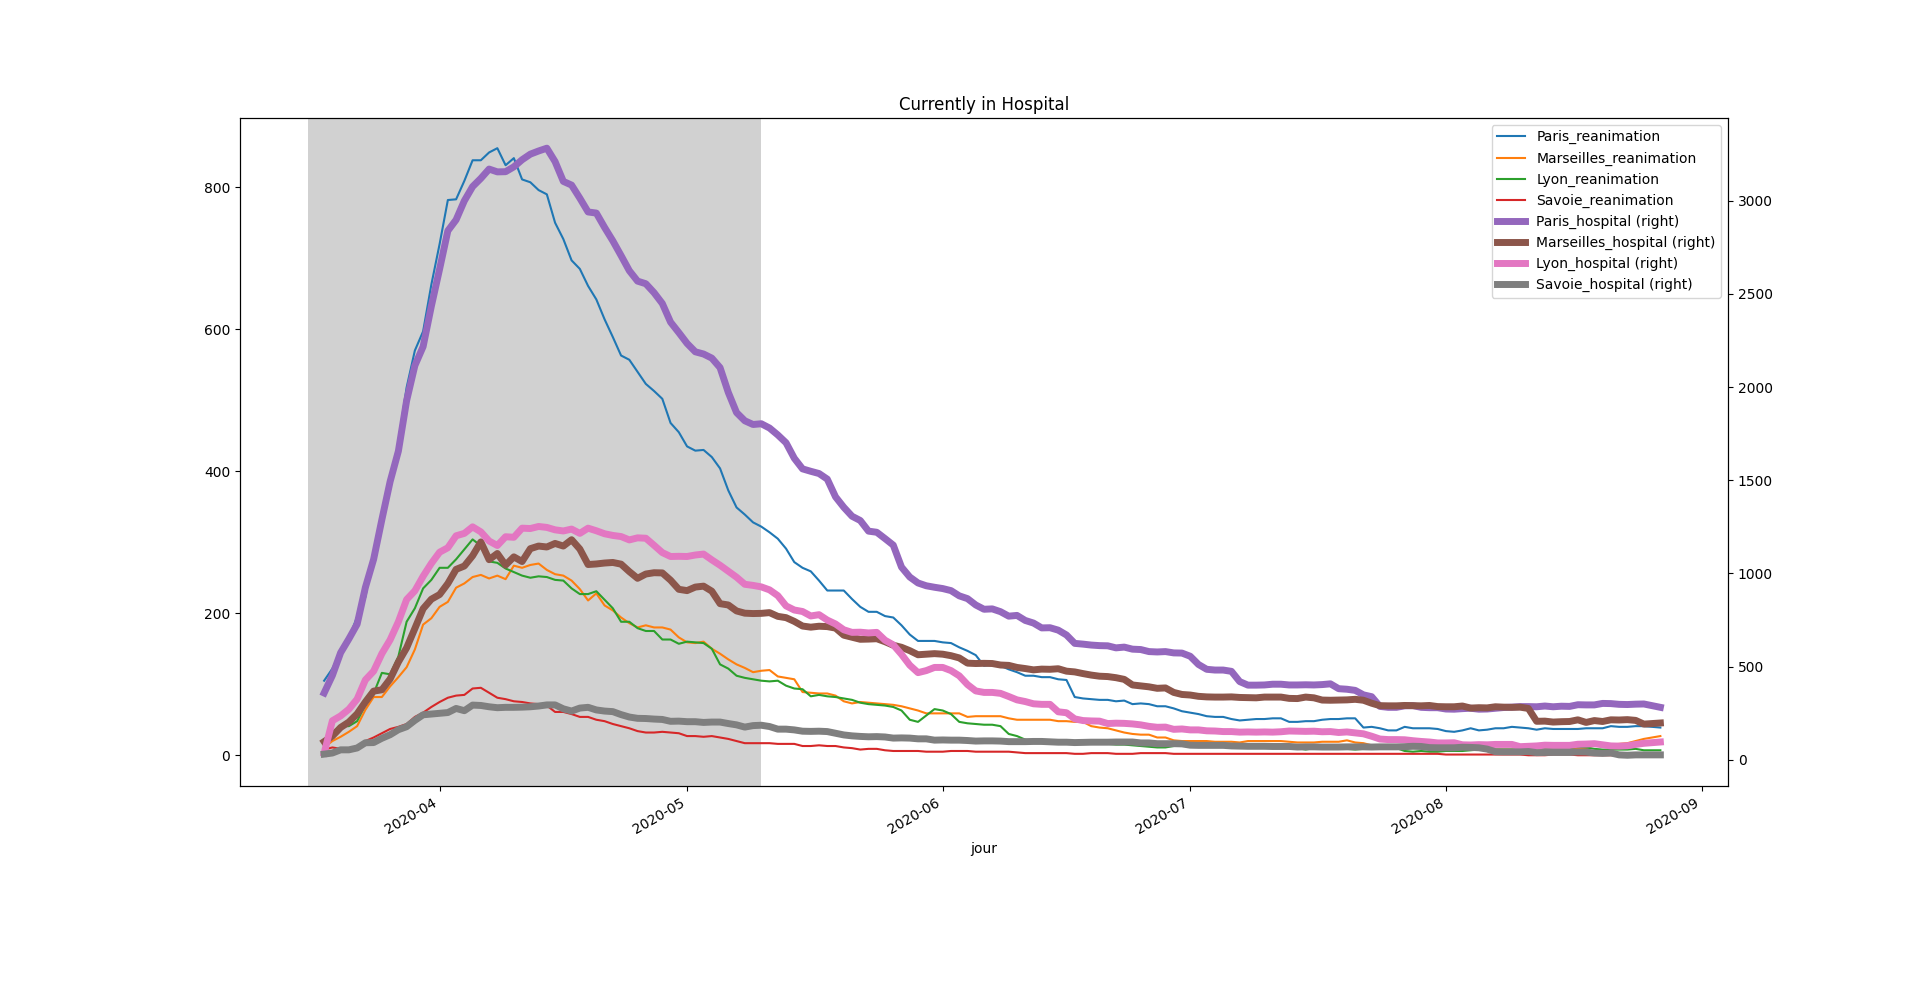 Currently in Hospital
Paris_reanimation
Marseilles_reanimation
Lyon_reanimation
Savoie_reanimation
Paris_hospital (right)
Marseilles_hospital (right)
Lyon_hospital (right)
Savoie_hospital (right)
800
600
400
200
0
3000
2500
2000
1500
1000
500
0
2020-04
2020-05
2020-06
2020-07
2020-08
2020-09
jour